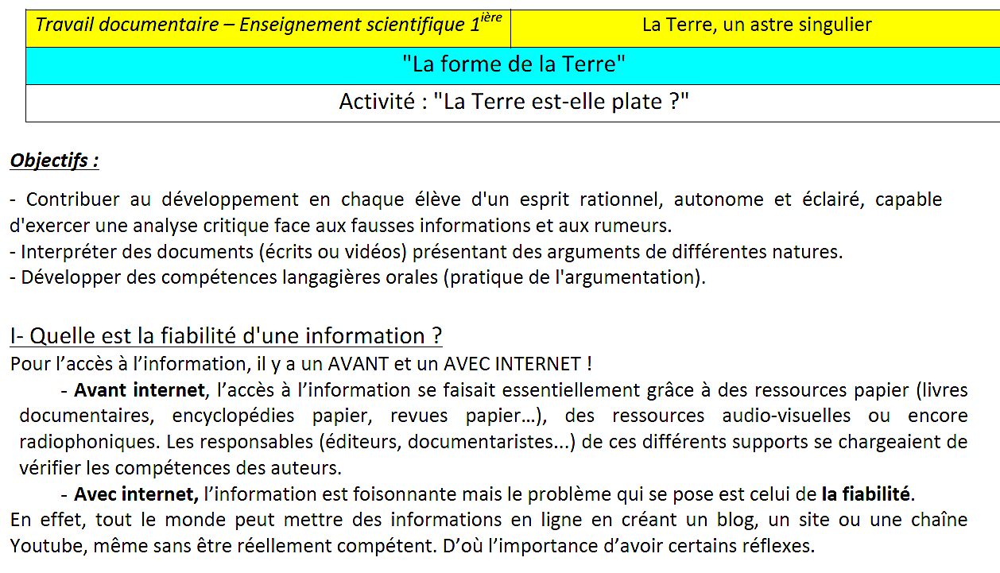 Travail documentaire – Enseignement scientifique 1ière
La Terre, un astre singulier
"La forme de la Terre"
Activité : "La Terre est-elle plate ?"
Objectifs :
- Contribuer au développement en chaque élève d'un esprit rationnel, autonome et éclairé, capable
d'exercer une analyse critique face aux fausses informations et aux rumeurs.
- Interpréter des documents (écrits ou vidéos) présentant des arguments de différentes natures.
- Développer des compétences langagières orales (pratique de l'argumentation).
I- Quelle est la fiabilité d'une information ?
Pour l’accès à l’information, il y a un AVANT et un AVEC INTERNET !
- Avant internet, l’accès à l’information se faisait essentiellement grâce à des ressources papier (livres
documentaires, encyclopédies papier, revues papier…), des ressources audio-visuelles ou encore
radiophoniques. Les responsables (éditeurs, documentaristes...) de ces différents supports se chargeaient de
vérifier les compétences des auteurs.
- Avec internet, l’information est foisonnante mais le problème qui se pose est celui de la fiabilité.
En effet, tout le monde peut mettre des informations en ligne en créant un blog, un site ou une chaîne
Youtube, même sans être réellement compétent. D’où l’importance d’avoir certains réflexes.